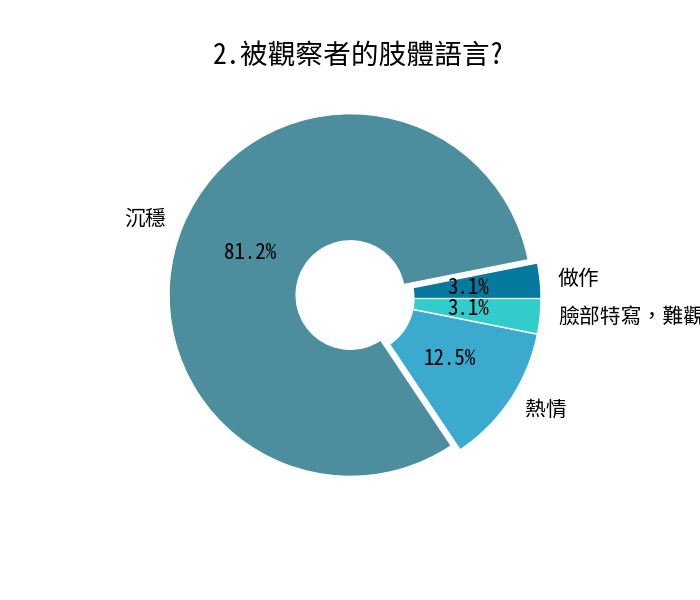 2.被觀察者的肢體語言?
沉穩
81.2%
做作
3.1%
3.1%
臉部特寫，難觀
12.5%
熱情